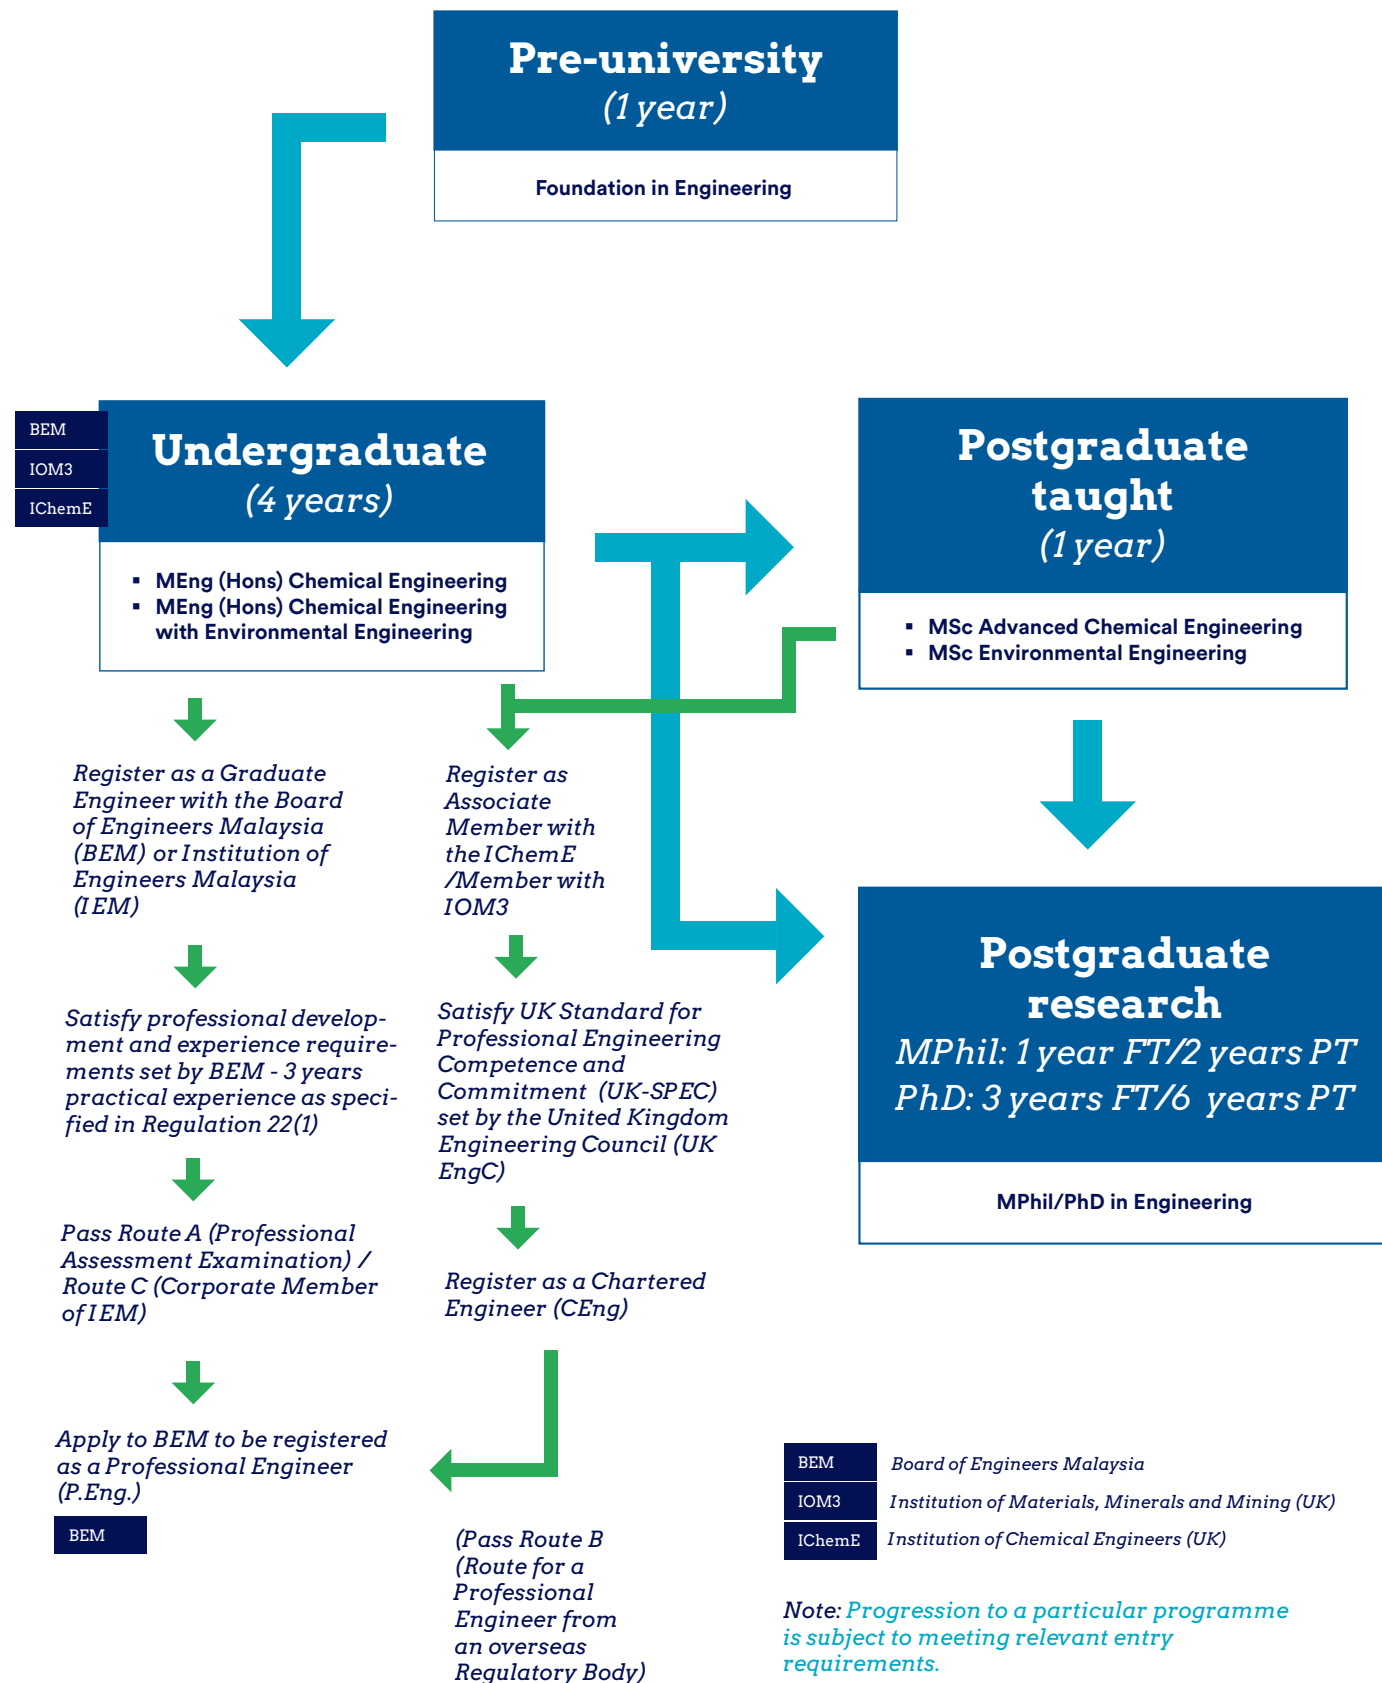 Pre-university
(1 year)
Foundation in Engineering
BEM
IOM3
IChemE
Undergraduate
(4 years)
▪ MEng (Hons) Chemical Engineering
▪ MEng (Hons) Chemical Engineering
with Environmental Engineering
Postgraduate
taught
(1 year)
▪ MSc Advanced Chemical Engineering
▪ MSc Environmental Engineering
Register as a Graduate
Engineer with the Board
of Engineers Malaysia
(BEM) or Institution of
Engineers Malaysia
(IEM)
Satisfy professional develop-
ment and experience require-
ments set by BEM - 3 years
practical experience as speci-
fied in Regulation 22(1)
Pass Route A (Professional
Assessment Examination) /
Route C (Corporate Member
of IEM)
Apply to BEM to be registered
as a Professional Engineer
(P.Eng.)
BEM
Register as
Associate
Member with
the IChemE
/Member with
IOM3
Satisfy UK Standard for
Professional Engineering
Competence and
Commitment (UK-SPEC)
set by the United Kingdom
Engineering Council (UK
EngC)
Register as a Chartered
Engineer (CEng)
(Pass Route B
(Route for a
Professional
Engineer from
an overseas
Regulatory Body)
Postgraduate
research
MPhil: 1 year FT/2 years PT
PhD: 3 years FT/6 years PT
MPhil/PhD in Engineering
BEM Board of Engineers Malaysia
IOM3 Institution of Materials, Minerals and Mining (UK)
IChemE Institution of Chemical Engineers (UK)
Note: Progression to a particular programme
is subject to meeting relevant entry
requirements.